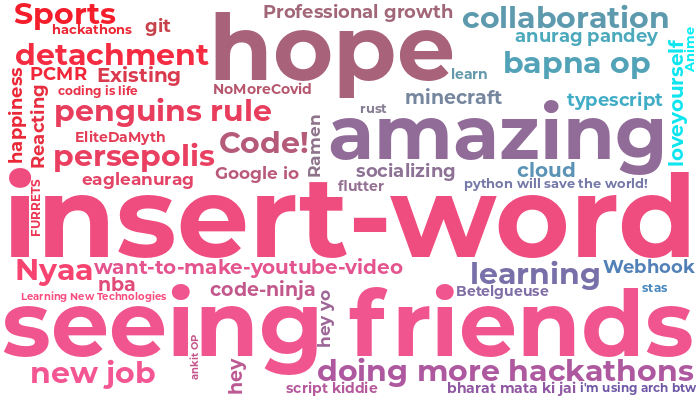 Sports
hackathons
git
Professional growth
collaboration
anurag pandey
hope
detachment
bapna op
PCMR
Existing
learn
Anime
coding is life
NoMoreCovid
minecraft
typescript
loveyourself
happiness
Reacting
penguins rule
rust
amazing
EliteDaMyth
Code!
Ramen
persepolis
Google io
socializing
cloud
eagleanurag
flutter
python will save the world!
FURRETS
insert-word
Nyaa
want-to-make-youtube-video
learning
Webhook
nba
code-ninja
Betelgueuse
stas
Learning New Technologies
hey yo
seeing friends
ankit OP
new job
hey
doing more hackathons
script kiddie
bharat mata ki jai
i'm using arch btw